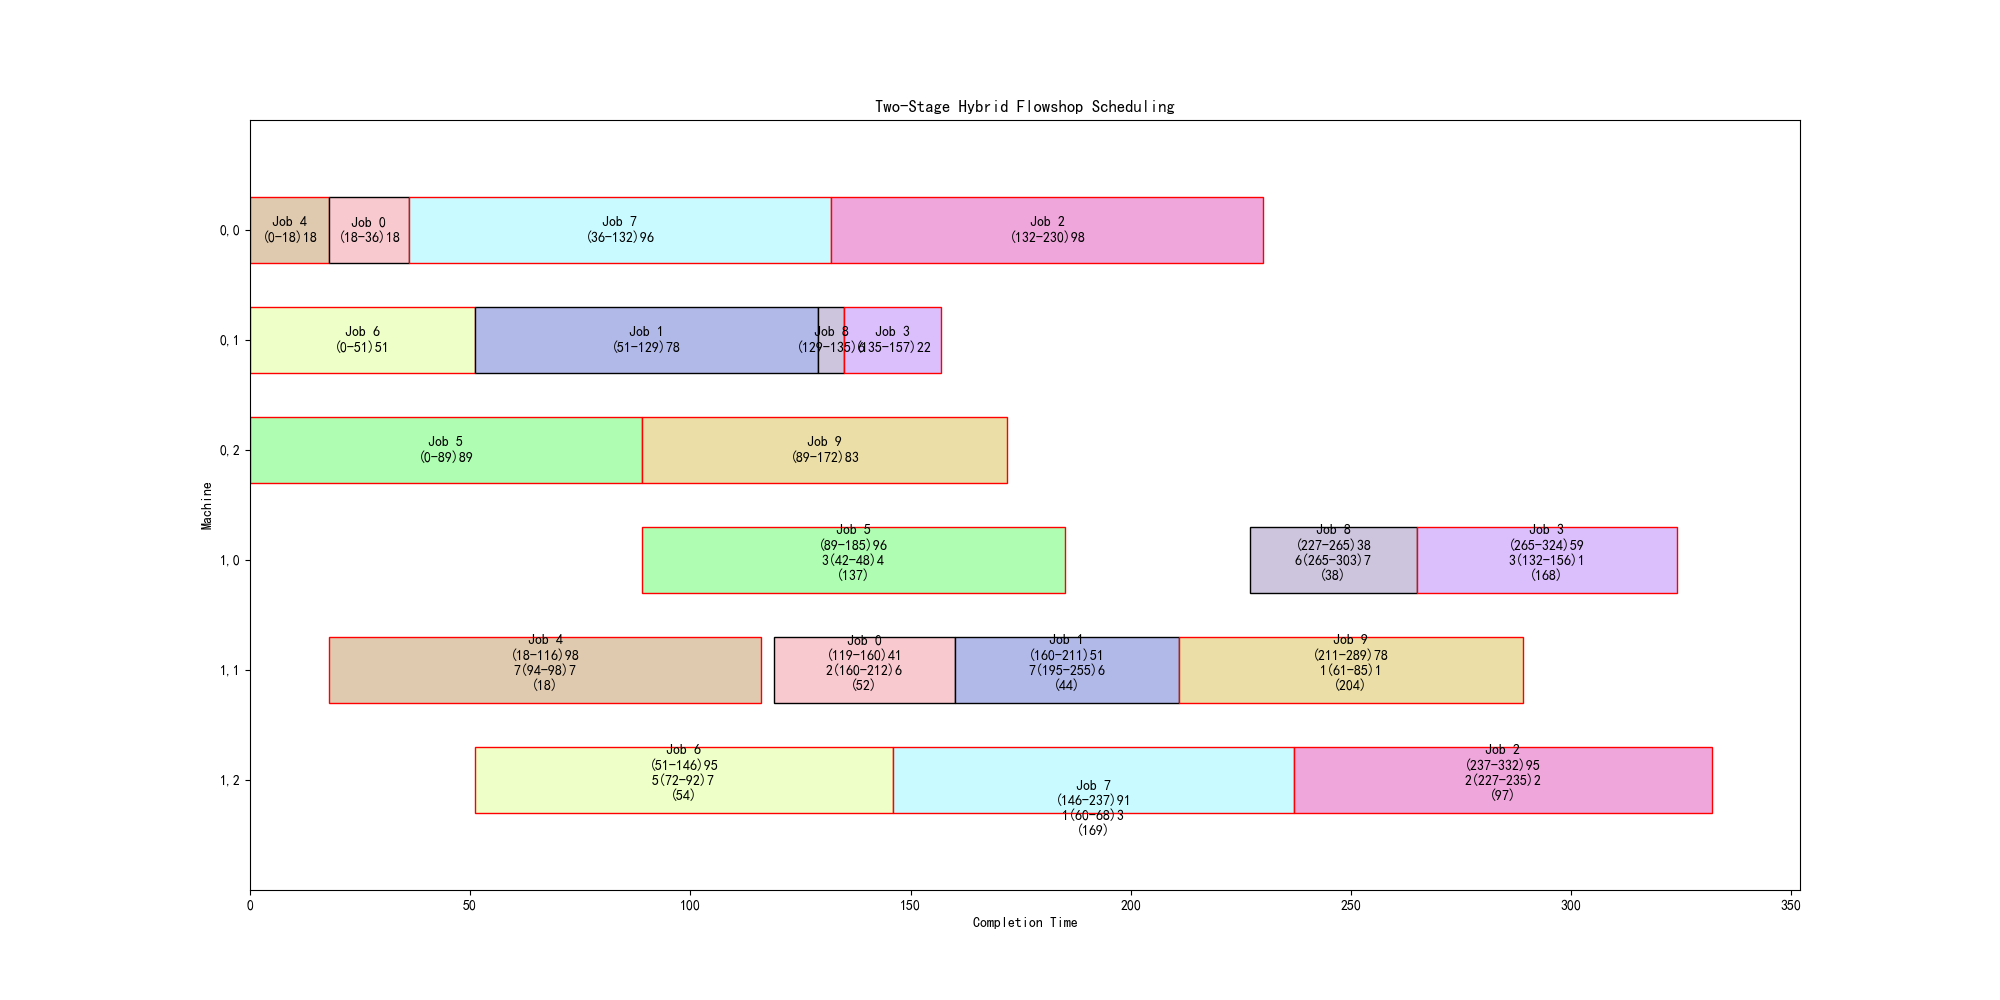 Two-Stage Hybrid Flowshop Scheduling
Machine
0,0
Job 4
(0-18)18
Job 0
(18-36)18
Job 7
(36-132)96
Job 2
(132-230)98
0,1
Job 6
(0-51)51
Job 1
(51-129)78
Job 8
(129-135)6
Job 3
(135-157)22
0,2
Job 5
(0-89)89
Job 9
(89-172)83
1,0
Job 5
(89-185)96
3(42-48)4
(137)
Job 8
(227-265)38
6(265-303)7
(38)
Job 3
(265-324)59
3(132-156)1
(168)
1,1
Job 4
(18-116)98
7(94-98)7
(18)
Job 0
(119-160)41
2(160-212)6
(52)
Job 1
(160-211)51
7(195-255)6
(44)
Job 9
(211-289)78
1(61-85)1
(204)
1,2
Job 6
(51-146)95
5(72-92)7
(54)
Job 7
(146-237)91
1(60-68)3
(169)
Job 2
(237-332)95
2(227-235)2
(97)
0 50 100 150 200 250 300 350
Completion Time